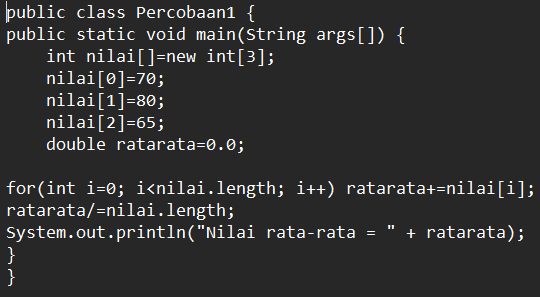 public class Percobaan1 {
public static void main(String args[]) {
    int nilai[]=new int[3];
    nilai[0]=70;
    nilai[1]=80;
    nilai[2]=65;
    double ratarata=0.0;

for(int i=0; i<nilai.length; i++) ratarata+=nilai[i];
ratarata/=nilai.length;
System.out.println("Nilai rata-rata = " + ratarata);
}
}